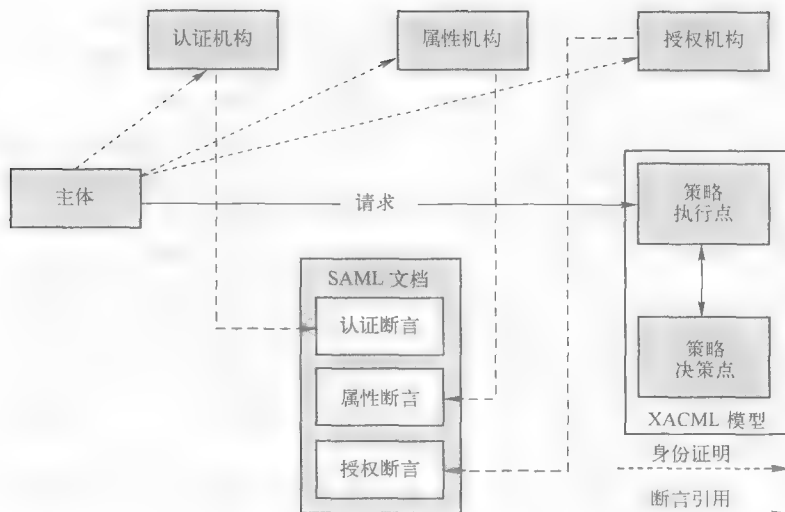 认证机构
属性机构
授权机构
主体
请求
策略
执行点
SAML 文档
认证断言
策略
决策点
属性断言
XACML 模型
授权断言
身份证明
断言引用